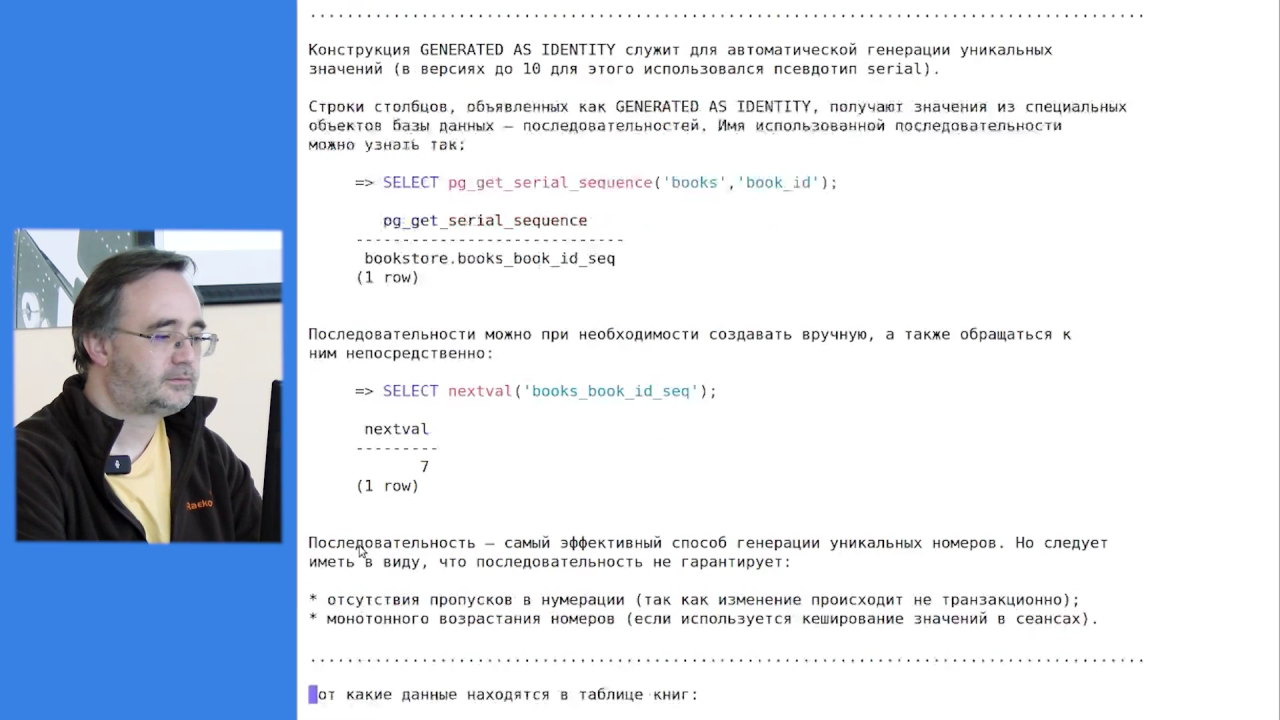 Конструкция GENERATED AS IDENTITY служит для автоматической генерации уникальных
значений (в версиях до 10 для этого использовался псевдотип serial).
Строки столбцов, объявленных как GENERATED AS IDENTITY, получают значения из специальных
объектов базы данных — последовательностей. Имя использованной последовательности
можно узнать так:
=> SELECT pg_get_serial_sequence('books','book_id');
pg_get_serial_sequence
----------------------------
bookstore.books_book_id_seq
(1 row)
Последовательности можно при необходимости создавать вручную, а также обращаться к
ним непосредственно:
=> SELECT nextval('books_book_id_seq');
nextval
---------
7
(1 row)
Последовательность — самый эффективный способ генерации уникальных номеров. Но следует
иметь в виду, что последовательность не гарантирует:
* отсутствия пропусков в нумерации (так как изменение происходит не транзакционно);
* монотонного возрастания номеров (если используется кеширование значений в сеансах).
от какие данные находятся в таблице книг: